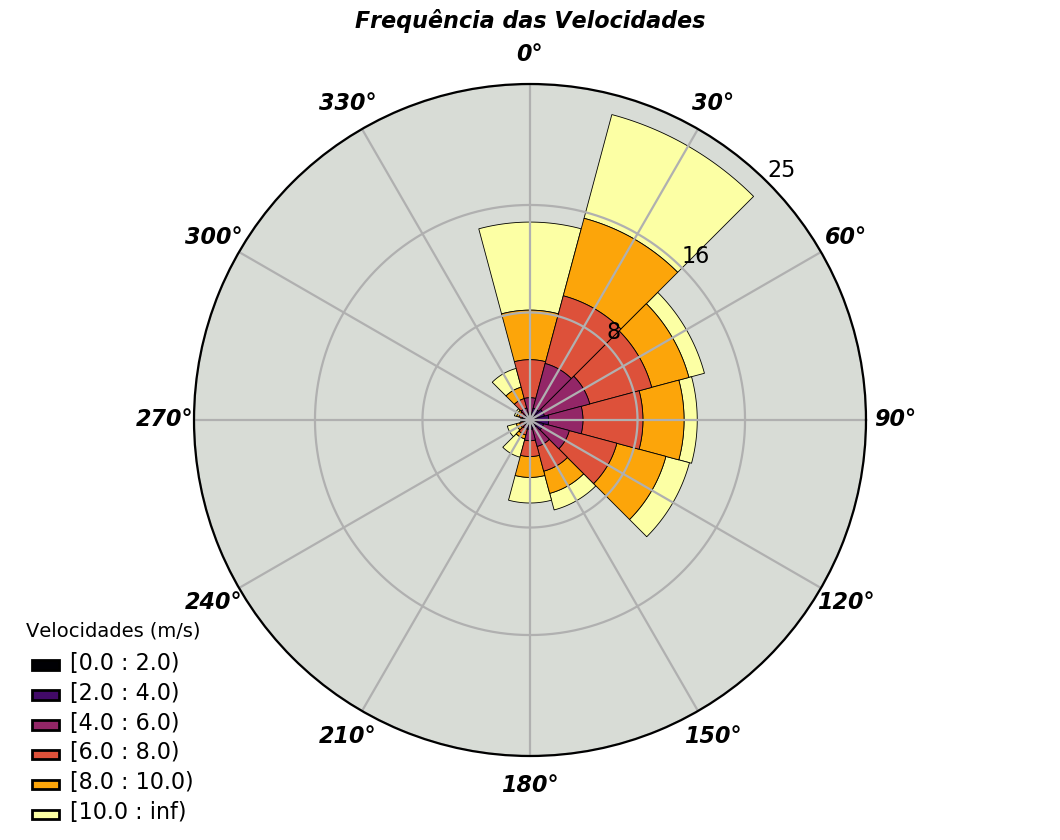 Frequência das Velocidades
0°
330°
30°
25
300°
60°
16
8
270°
90°
240°
120°
210°
150°
180°
Velocidades (m/s)
[0.0 : 2.0)
[2.0 : 4.0)
[4.0 : 6.0)
[6.0 : 8.0)
[8.0 : 10.0)
[10.0 : inf)